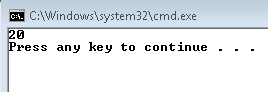 C:\Windows\system32\cmd.exe
20
Press any key to continue . . .